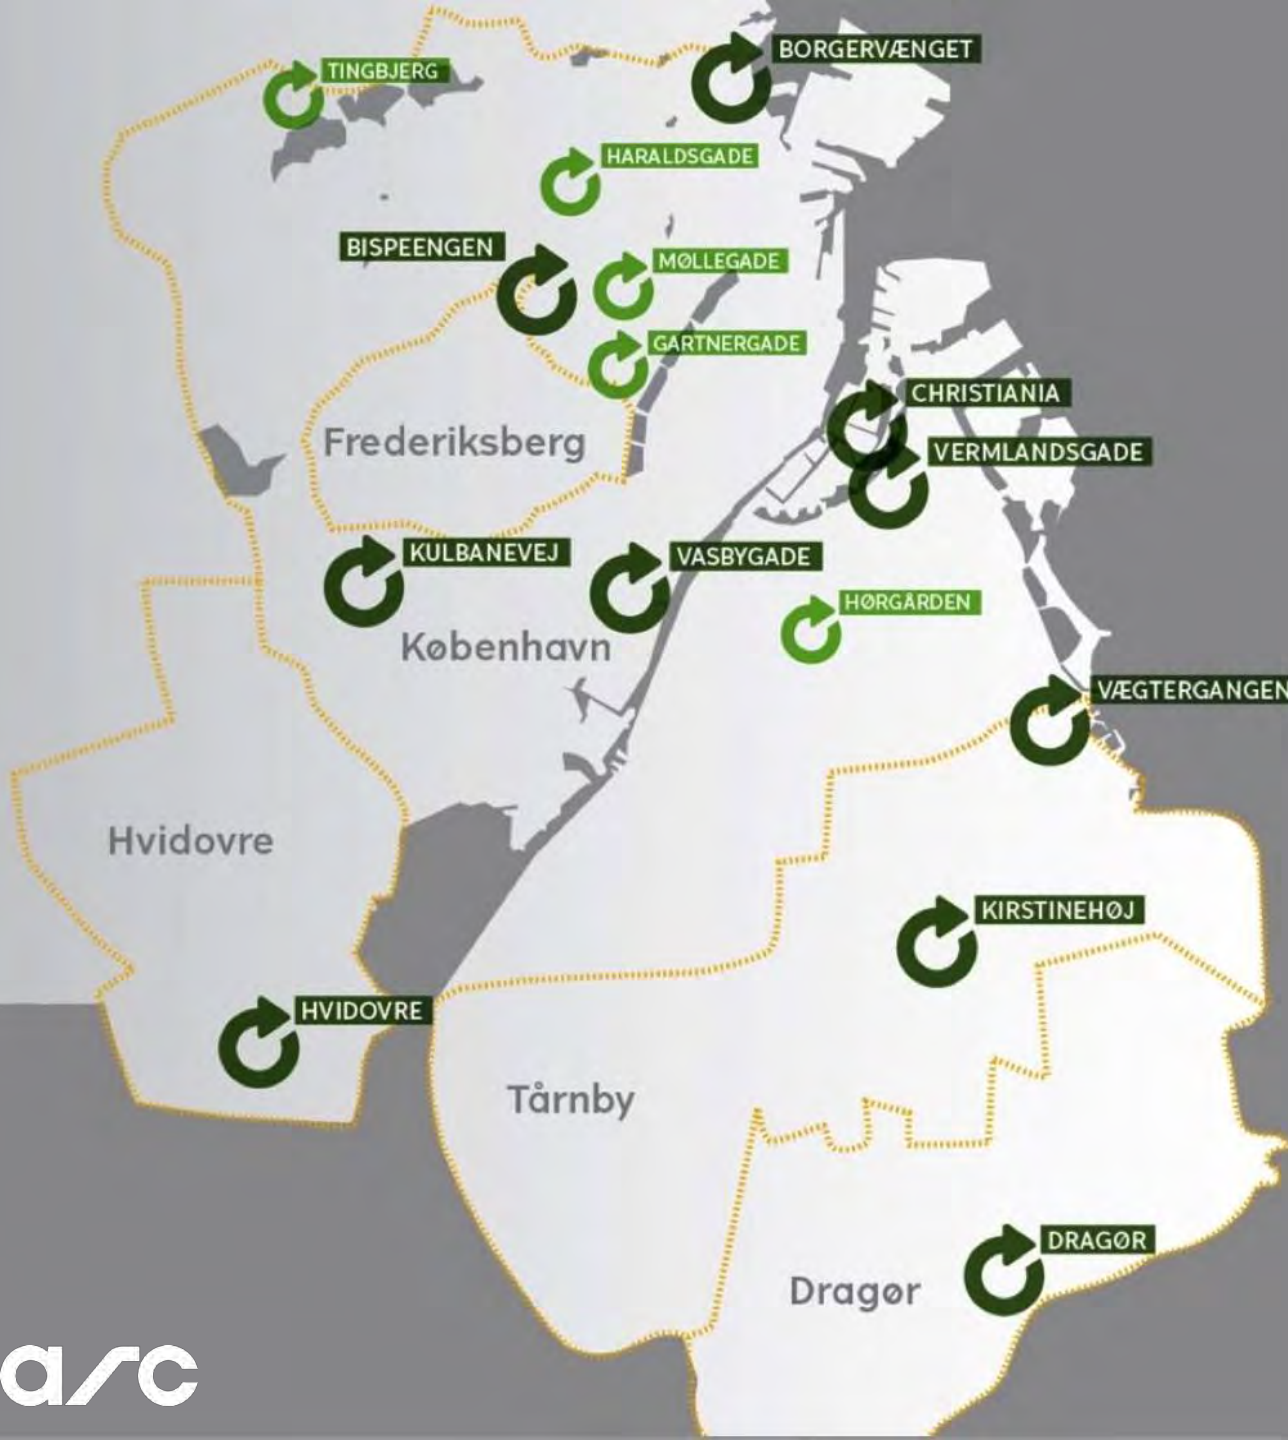 BORGERVÆNGET
TINGBJERG
HARALDSGADE
BISPEENGEN
MØLLEGADE
GARTNERGADE
CHRISTIANIA
Frederiksberg
VERMLANDSGADE
KULBANEVEJ
VASBYGADE
HØRGÅRDEN
København
VÆGTERGANGEN
Hvidovre
KIRSTINEHØJ
HVIDOVRE
Tårnby
DRAGØR
Dragør
arc